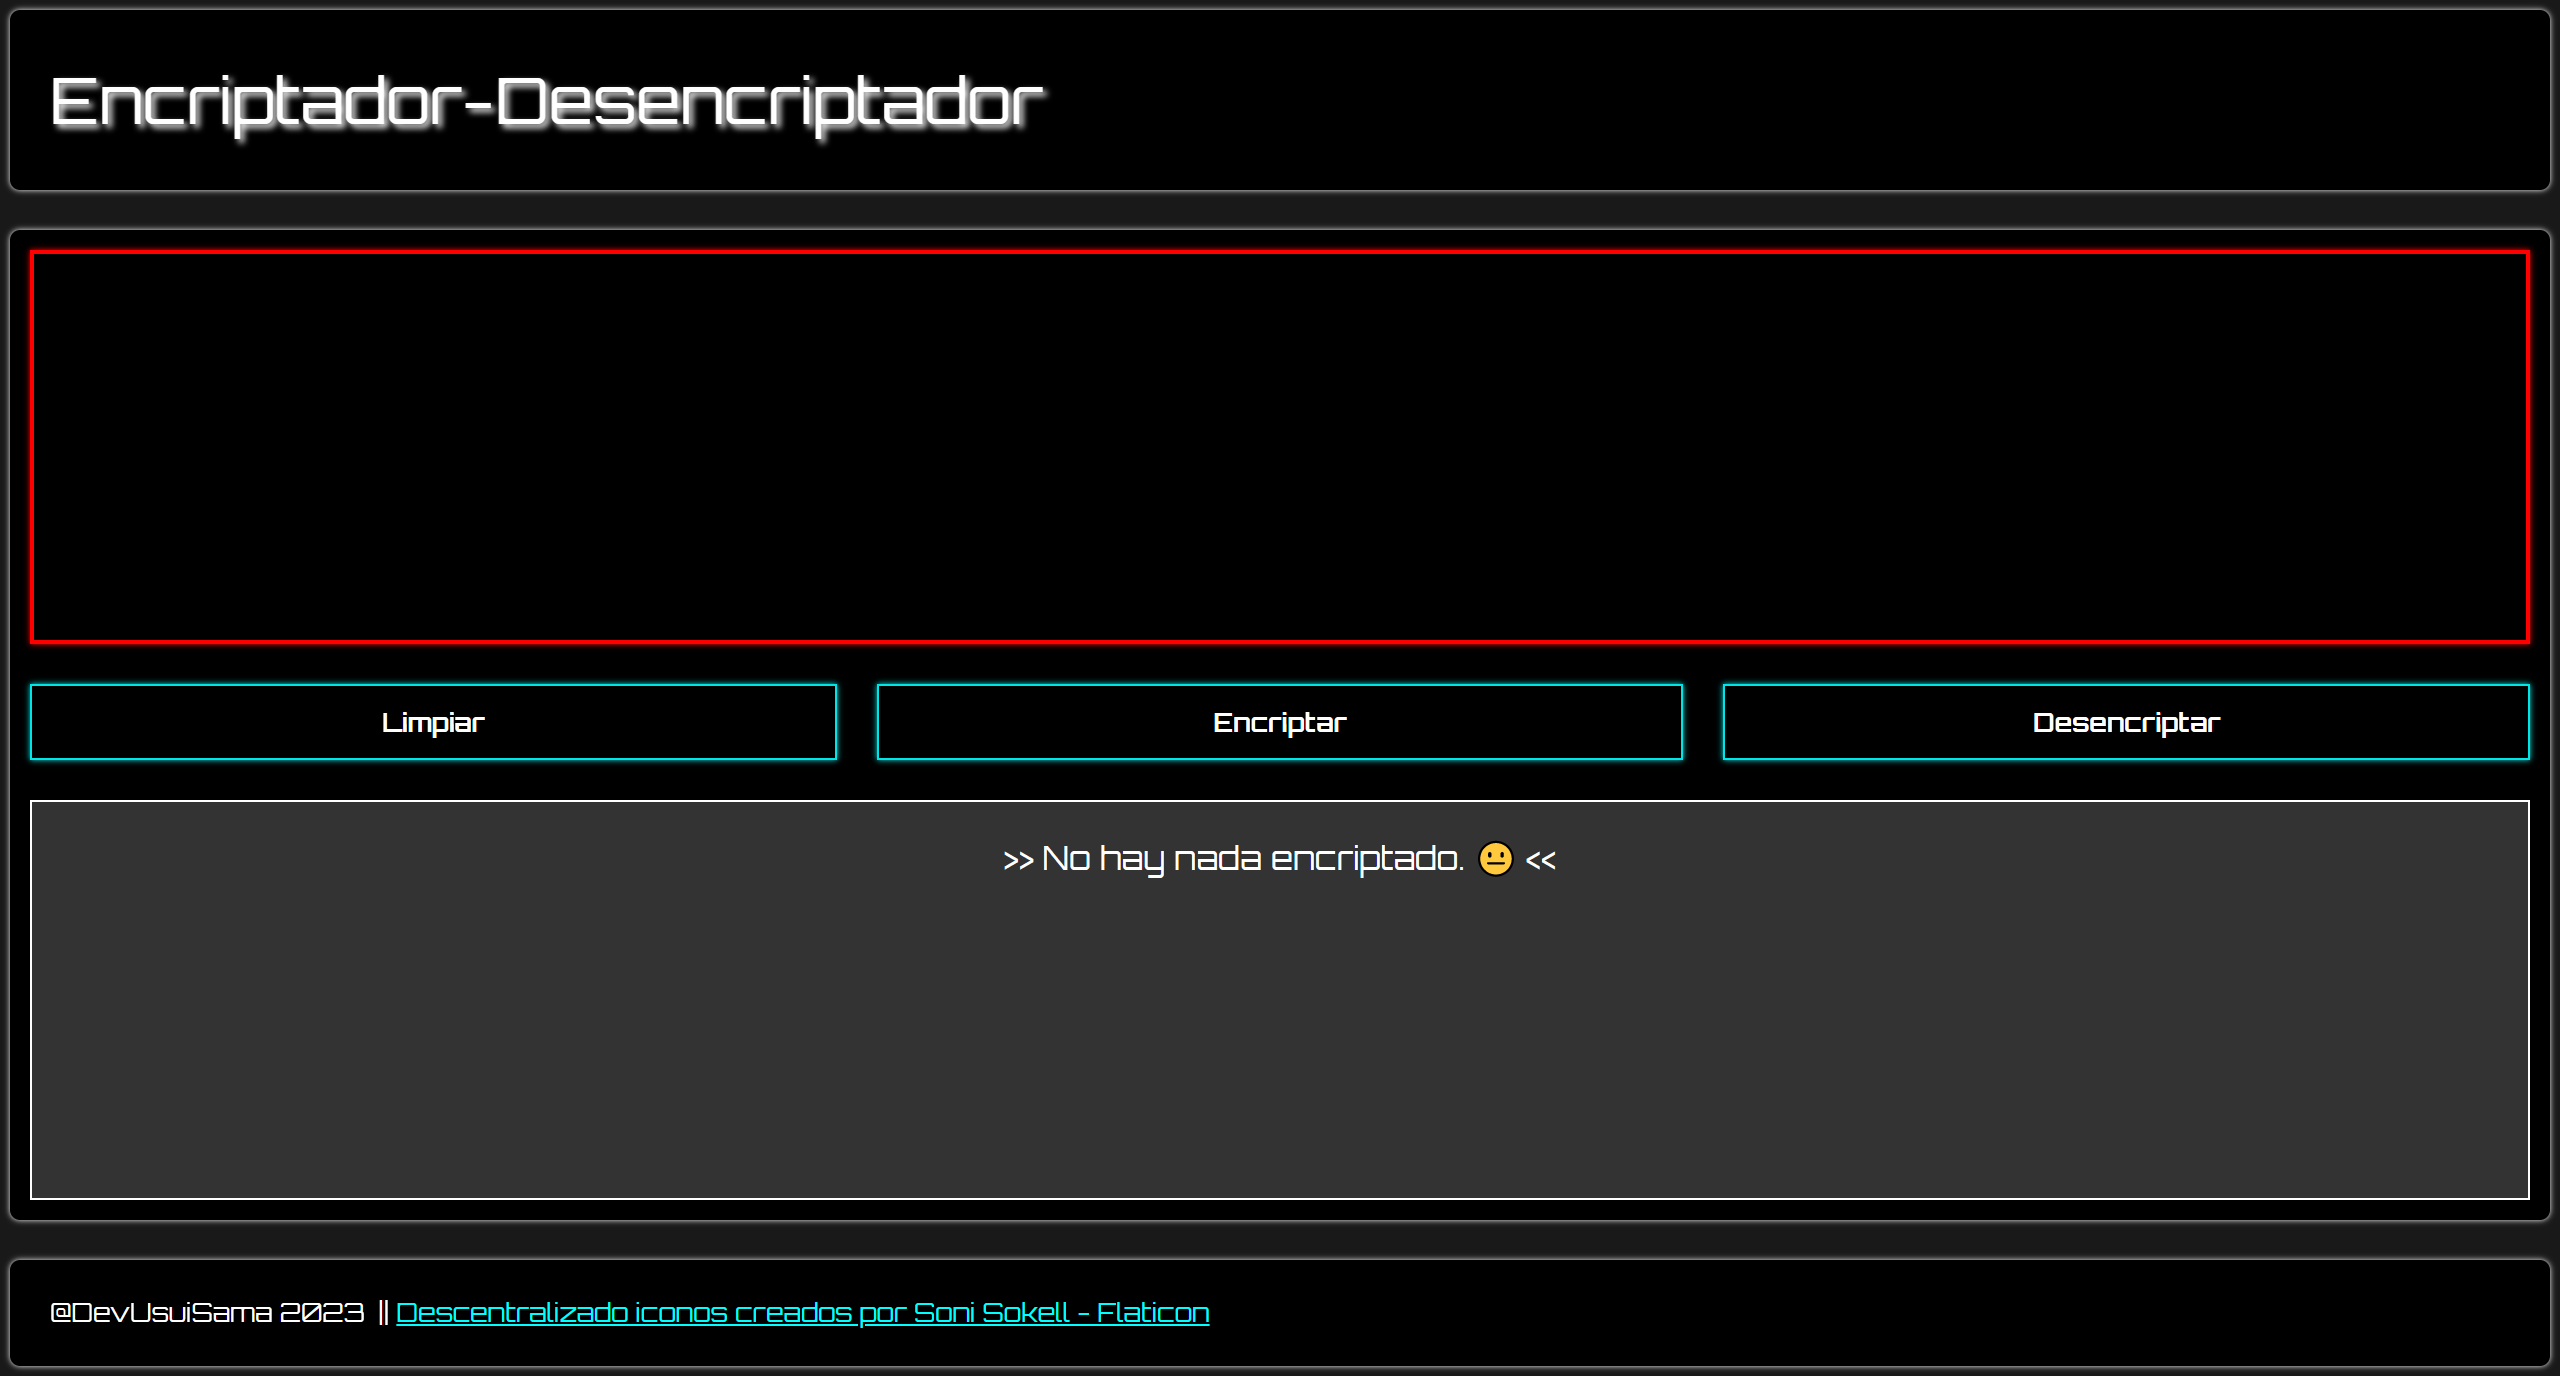 Encriptador-Desencriptador
Limpiar
Encriptar
Desencriptar
>> No hay nada encriptado. 😐 <<
@DevUsuiSama 2023 || Descentralizado iconos creados por Soni Sokell - Flaticon